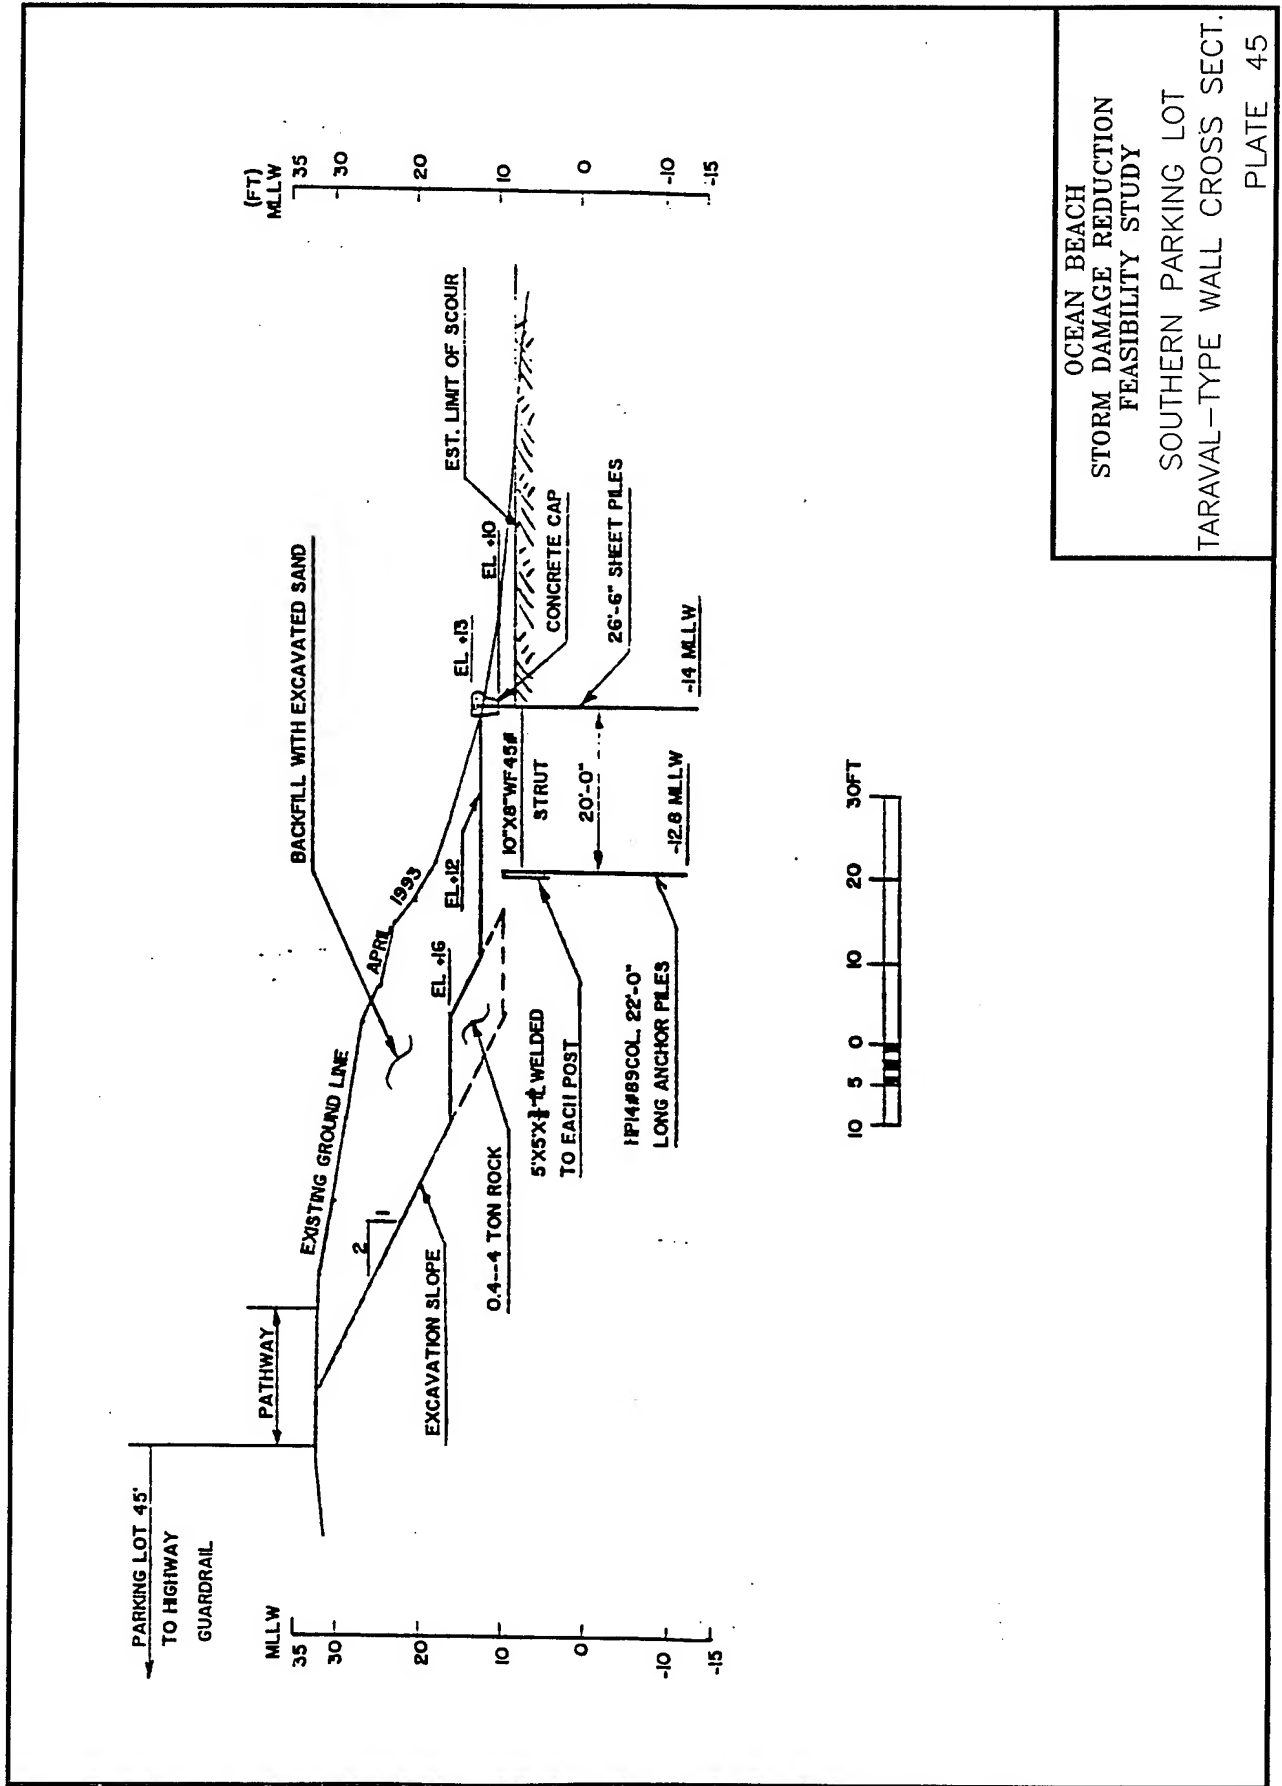 PARKING LOT 45'
TO HIGHWAY
GUARDRAIL
PATHWAY
EXISTING GROUND LINE
APRIL 1993
BACKFILL WITH EXCAVATED SAND
(FT)
MLLW
35
30
20
10
0
-10
-15
MLLW
35
30
20
10
0
-10
-15
2
1
EXCAVATION SLOPE
0.4--4 TON ROCK
EL +16
EL+12
EL +13
EL +10
EST. LIMIT OF SCOUR
CONCRETE CAP
26'-6" SHEET PILES
10"X8"WF45#
STRUT
20'-0"
-14 MLLW
-12.8 MLLW
WELDED
TO EACH POST
HP14#89COL. 22'-0"
LONG ANCHOR PILES
10 5 0 10 20 30FT
OCEAN BEACH
STORM DAMAGE REDUCTION
FEASIBILITY STUDY
SOUTHERN PARKING LOT
TARAVAL-TYPE WALL CROSS SECT.
PLATE 45